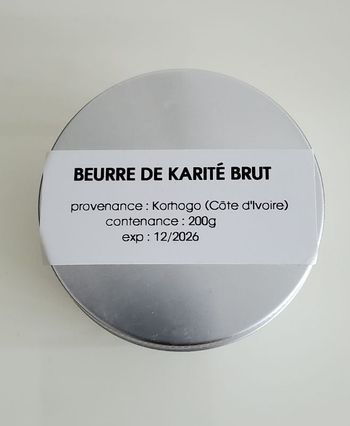 BEURRE DE KARITÉ BRUT
provenance : Korhogo (Côte d'Ivoire)
contenance : 200g
exp : 12/2026